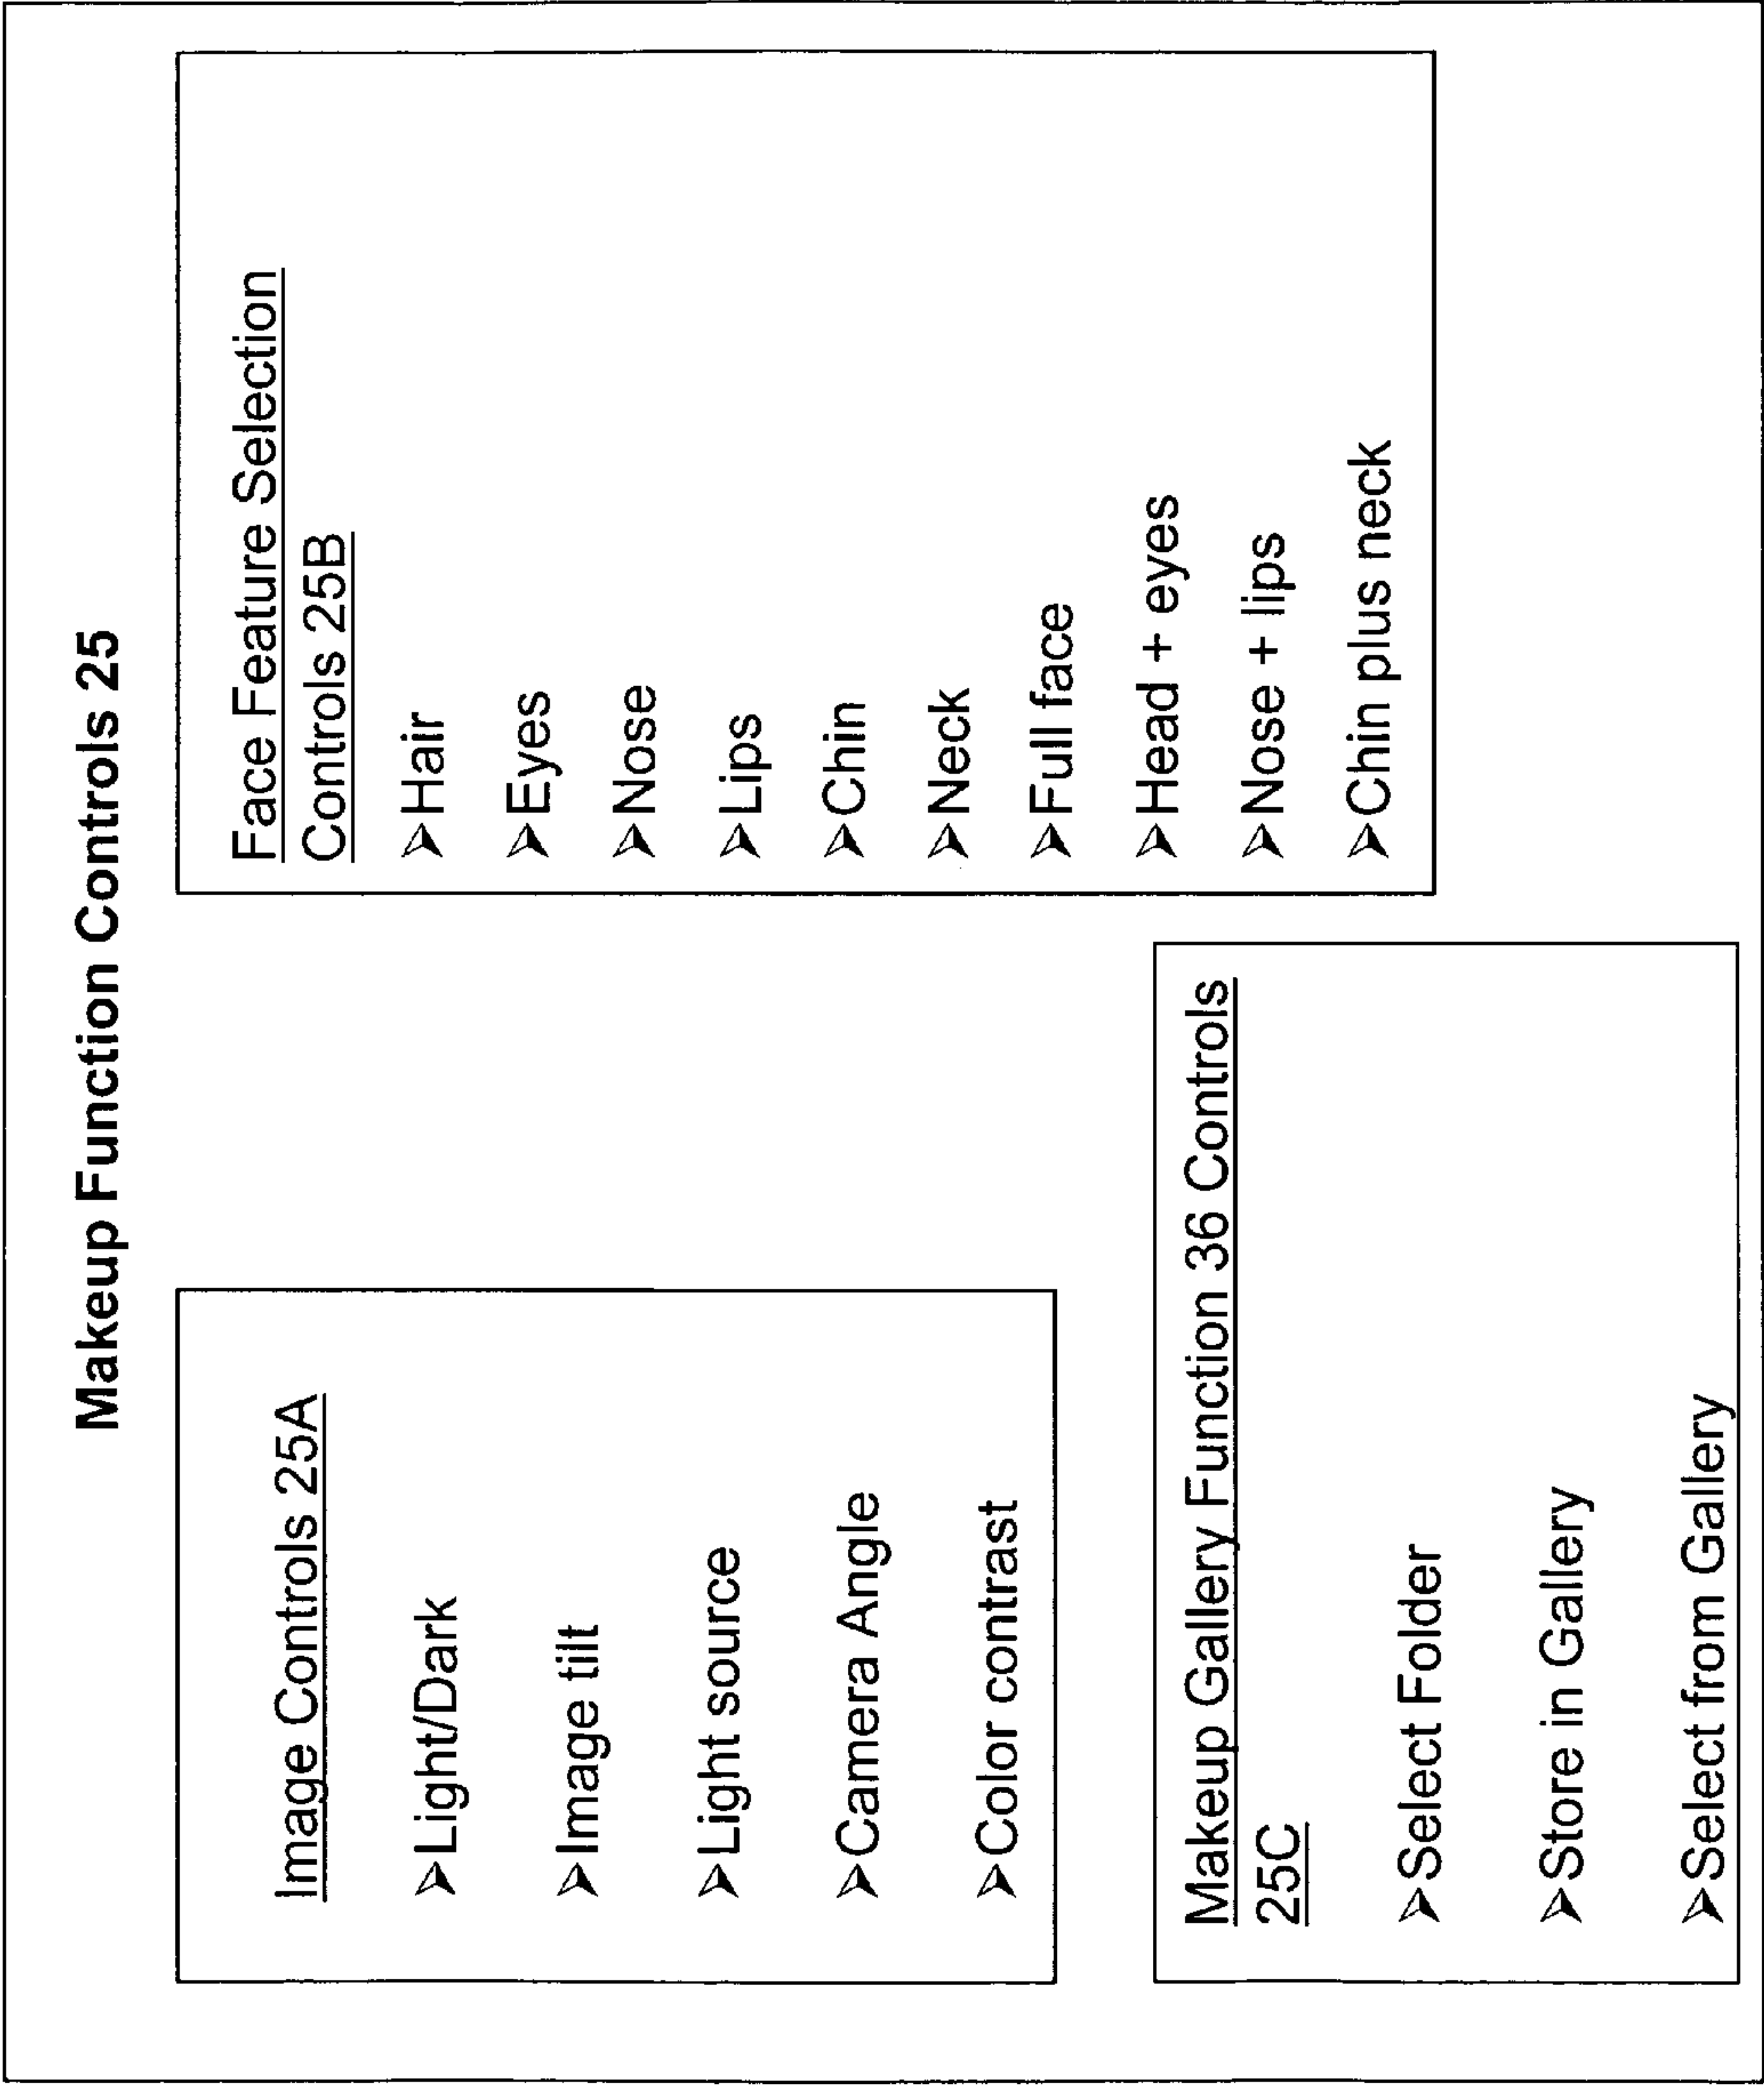 Makeup Function Controls 25
Image Controls 25A
➢Light/Dark
➢Image tilt
➢Light source
➢Camera Angle
➢Color contrast
Face Feature Selection
Controls 25B
➢Hair
➢Eyes
➢Nose
➢Lips
➢Chin
➢Neck
➢Full face
➢Head + eyes
➢Nose + lips
➢Chin plus neck
Makeup Gallery Function 36 Controls
25C
➢Select Folder
➢Store in Gallery
➢Select from Gallery